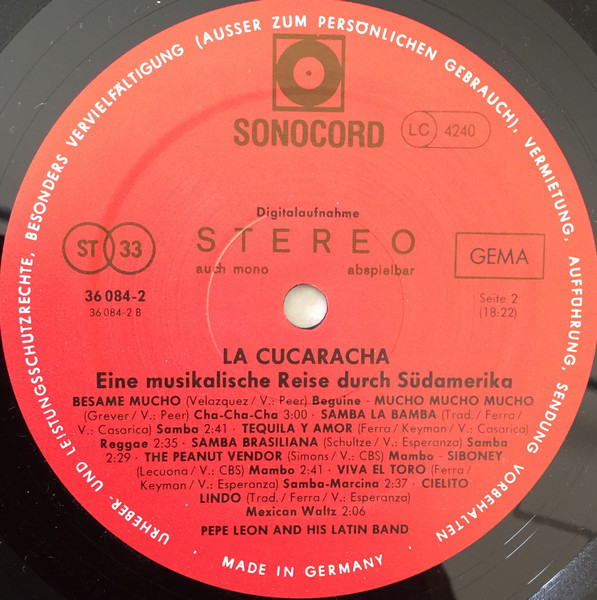 URHEBER- UND LEISTUNGSSCHUTZRECHTE, BESONDERS VERVIELFÄLTIGUNG (AUSSER ZUM PERSÖNLICHEN GEBRAUCH), VERMIETUNG, AUFFÜHRUNG, SENDUNG VORBEHALTEN
SONOCORD
LC 4240
Digitalaufnahme
STEREO
auch mono abspielbar
ST 33
GEMA
36 084-2
36 084-2 B
Seite 2
(18:22)
LA CUCARACHA
Eine musikalische Reise durch Südamerika
BESAME MUCHO (Velazquez / V.: Peer) Beguine · MUCHO MUCHO MUCHO
(Grever / V.: Peer) Cha-Cha-Cha 3:00 · SAMBA LA BAMBA (Trad. / Ferra
/ V.: Casarica) Samba 2:41 · TEQUILA Y AMOR (Ferra / Keyman / V.: Casarica)
Reggae 2:35 · SAMBA BRASILIANA (Schultze / V.: Esperanza) Samba
2:29 · THE PEANUT VENDOR (Simons / V.: CBS) Mambo - SIBONEY
(Lecuona / V.: CBS) Mambo 2:41 · VIVA EL TORO (Ferra /
Keyman / V.: Esperanza) Samba-Marcina 2:37 · CIELITO
LINDO (Trad. / Ferra / V.: Esperanza)
Mexican Waltz 2:06
PEPE LEON AND HIS LATIN BAND
· MADE IN GERMANY ·